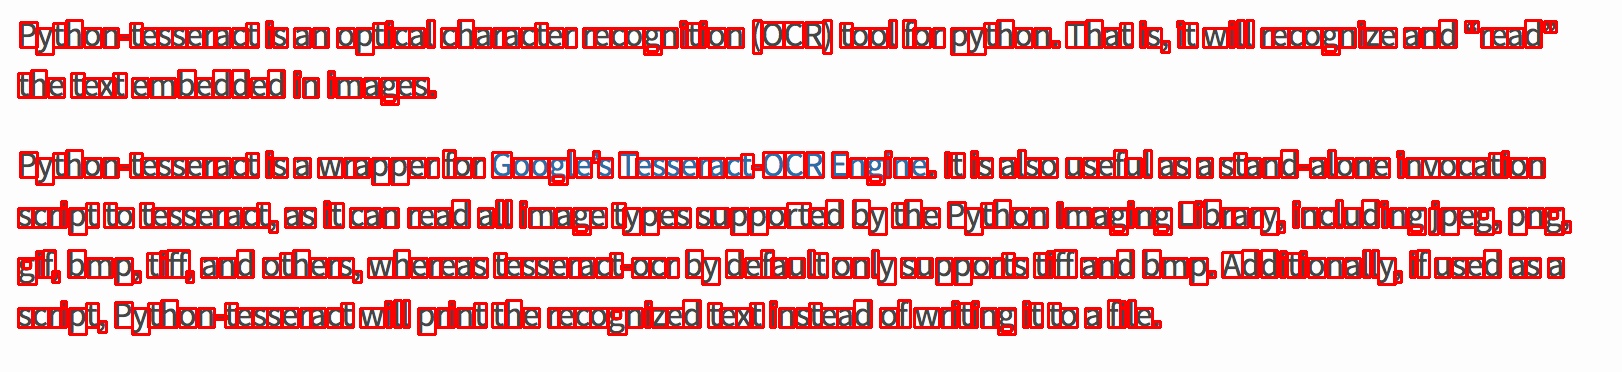 Python-tesseract is an optical character recognition (OCR) tool for python. That is, it will recognize and “read”
the text embedded in images.
Python-tesseract is a wrapper for Google's Tesseract-OCR Engine. It is also useful as a stand-alone invocation
script to tesseract, as it can read all image types supported by the Python Imaging Library, including jpeg, png,
gif, bmp, tiff, and others, whereas tesseract-ocr by default only supports tiff and bmp. Additionally, if used as a
script, Python-tesseract will print the recognized text instead of writing it to a file.